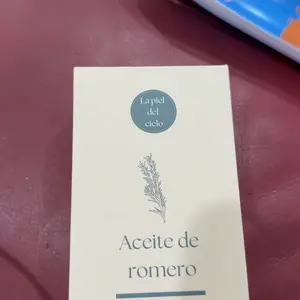 La piel
del
cielo
Aceite de
romero